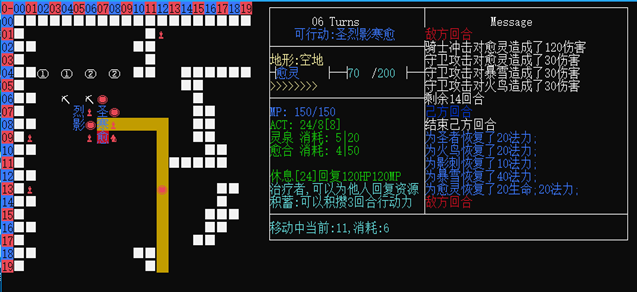 0-00 01 02 03 04 05 06 07 08 09 10 11 12 13 14 15 16 17 18 19
00
01
02
03
04 ① ① ② ②
05
06 圣
07 烈 愈
08 影
09
10
11
12
13
14
15
16
17
18
19
06 Turns
可行动:圣烈影寒愈
地形:空地
愈灵 70 /200
>>>>>>>>
MP: 150/150
ACT: 24/8[8]
灵泉 消耗: 5|20
愈合 消耗: 4|50
休息[24]回复120HP120MP
治疗者,可以为他人回复资源
积蓄:可以积攒3回合行动力
移动中当前:11,消耗:6
Message
敌方回合
骑士冲击对愈灵造成了120伤害
守卫攻击对愈灵造成了30伤害
守卫攻击对暴雪造成了30伤害
守卫攻击对火鸟造成了30伤害
剩余14回合
己方回合
结束己方回合
为圣者恢复了20法力;
为火鸟恢复了20法力;
为影刺恢复了10法力;
为暴雪恢复了40法力;
为愈灵恢复了20生命;20法力;
敌方回合